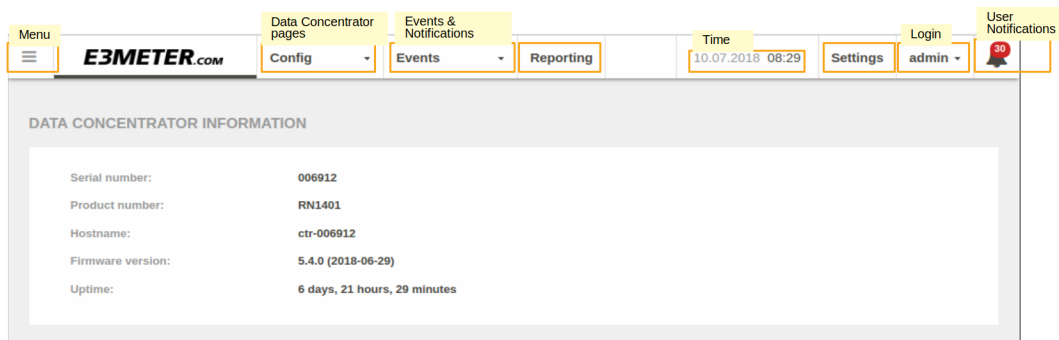 Menu
Data Concentrator
pages
Events &
Notifications
Time
Login
User
Notifications
E3METER.COM
Config
Events
Reporting
10.07.2018 08:29
Settings
admin
30
DATA CONCENTRATOR INFORMATION
Serial number: 006912
Product number: RN1401
Hostname: ctr-006912
Firmware version: 5.4.0 (2018-06-29)
Uptime: 6 days, 21 hours, 29 minutes